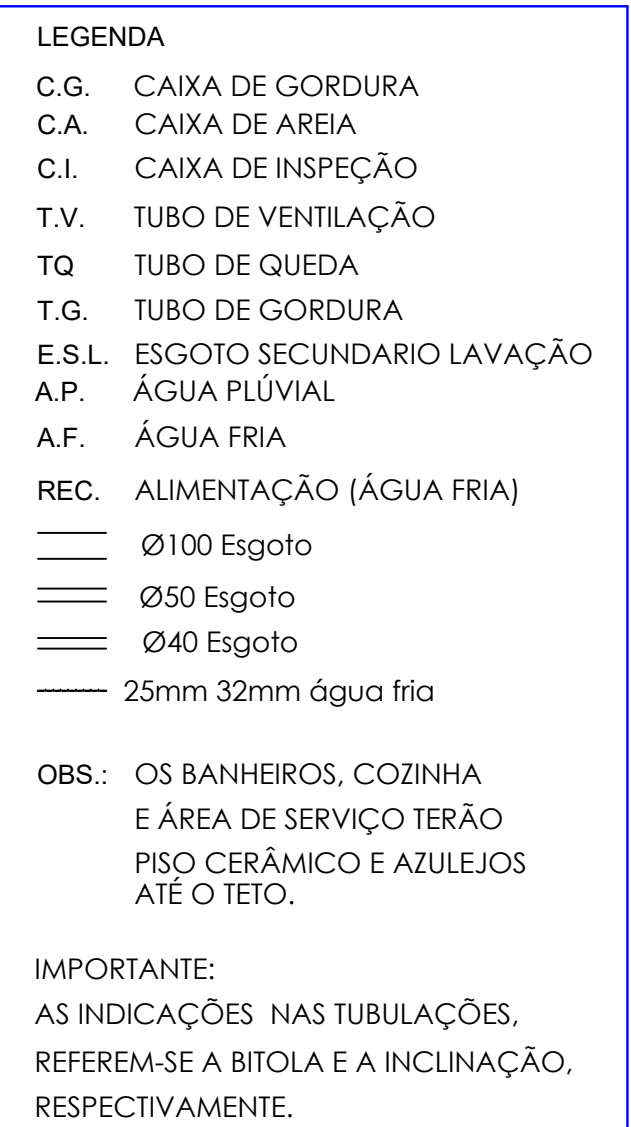 LEGENDA
C.G. CAIXA DE GORDURA
C.A. CAIXA DE AREIA
C.I. CAIXA DE INSPEÇÃO
T.V. TUBO DE VENTILAÇÃO
TQ TUBO DE QUEDA
T.G. TUBO DE GORDURA
E.S.L. ESGOTO SECUNDARIO LAVAÇÃO
A.P. ÁGUA PLÚVIAL
A.F. ÁGUA FRIA
REC. ALIMENTAÇÃO (ÁGUA FRIA)
Ø100 Esgoto
Ø50 Esgoto
Ø40 Esgoto
25mm 32mm água fria
OBS.: OS BANHEIROS, COZINHA
E ÁREA DE SERVIÇO TERÃO
PISO CERÂMICO E AZULEJOS
ATÉ O TETO.
IMPORTANTE:
AS INDICAÇÕES NAS TUBULAÇÕES,
REFEREM-SE A BITOLA E A INCLINAÇÃO,
RESPECTIVAMENTE.